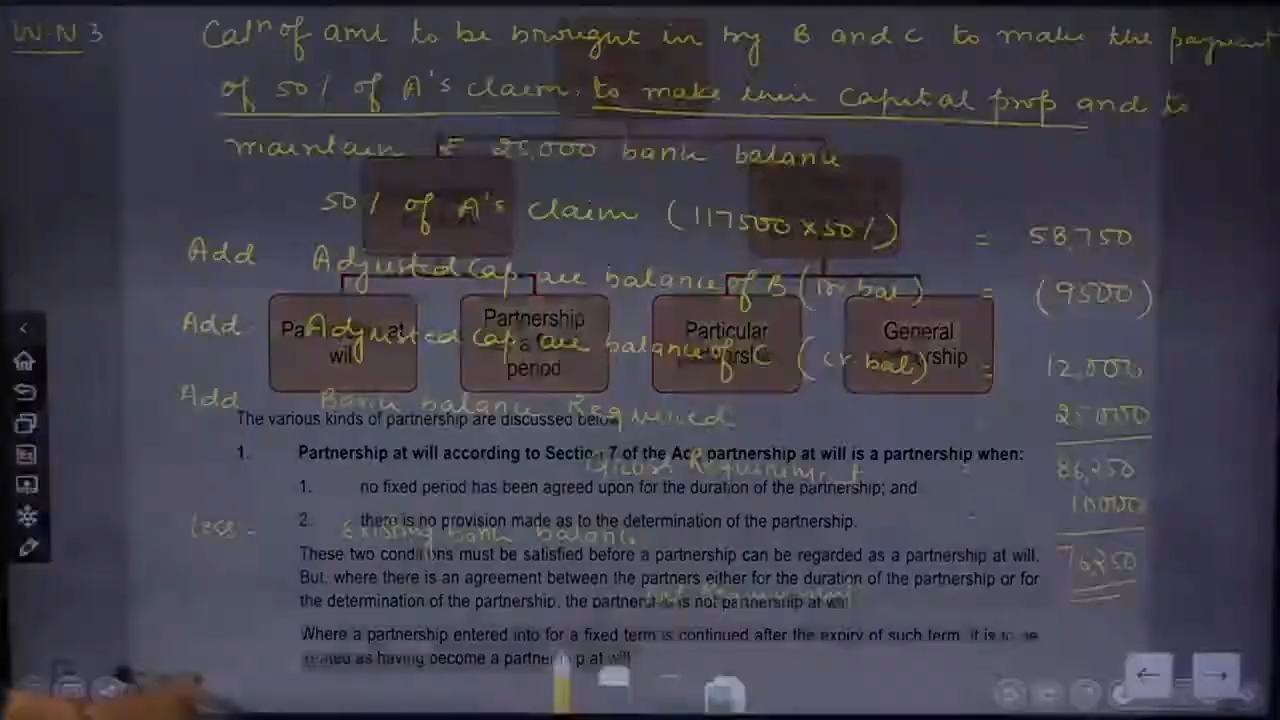 W·N 3 Calⁿ of amt to be brought in by B and C to make the payment
of 50% of A's claim, to make their capital prop and to
maintain ₹ 25,000 bank balance
50% of A's claim (117500 x 50%) = 58,750
Add Adjusted cap a/c balance of B (Dr. bal) = (9500)
Add Adjusted cap a/c balance of C (cr. bal) = 12,000
Add Bank balance Required 25000
Gross Requirement = 86,250
Less:- Existing bank balance - 10000
Net Requirement 76,250
Partnership at
will
Partnership
period
Particular
General
The various kinds of partnership are discussed below
1. Partnership at will according to Section 7 of the Act, partnership at will is a partnership when:
1. no fixed period has been agreed upon for the duration of the partnership; and
2. there is no provision made as to the determination of the partnership.
These two conditions must be satisfied before a partnership can be regarded as a partnership at will.
But, where there is an agreement between the partners either for the duration of the partnership or for
the determination of the partnership, the partnership is not partnership at will.
Where a partnership entered into for a fixed term is continued after the expiry of such term, it is to be
treated as having become a partnership at will